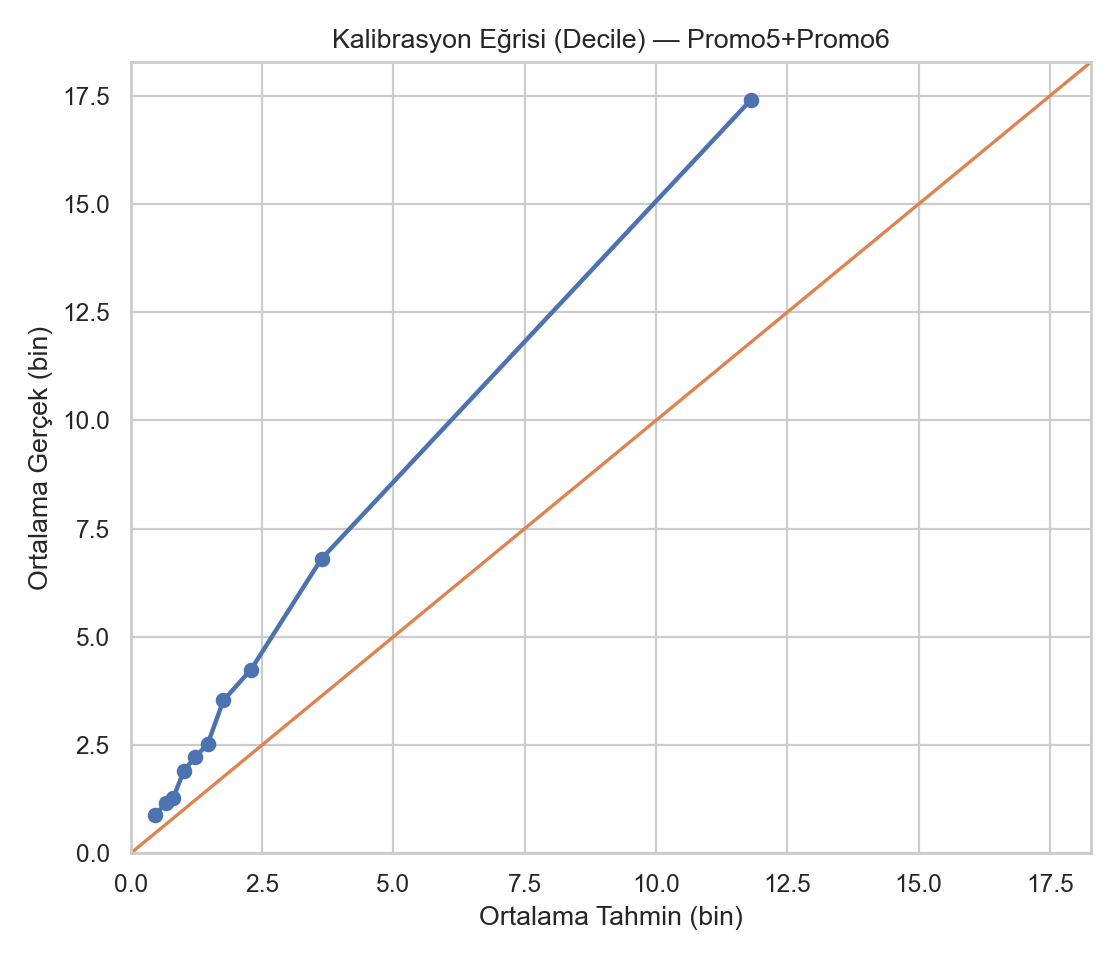 Kalibrasyon Eğrisi (Decile) — Promo5+Promo6
17.5
15.0
12.5
10.0
7.5
5.0
2.5
0.0
Ortalama Gerçek (bin)
0.0 2.5 5.0 7.5 10.0 12.5 15.0 17.5
Ortalama Tahmin (bin)